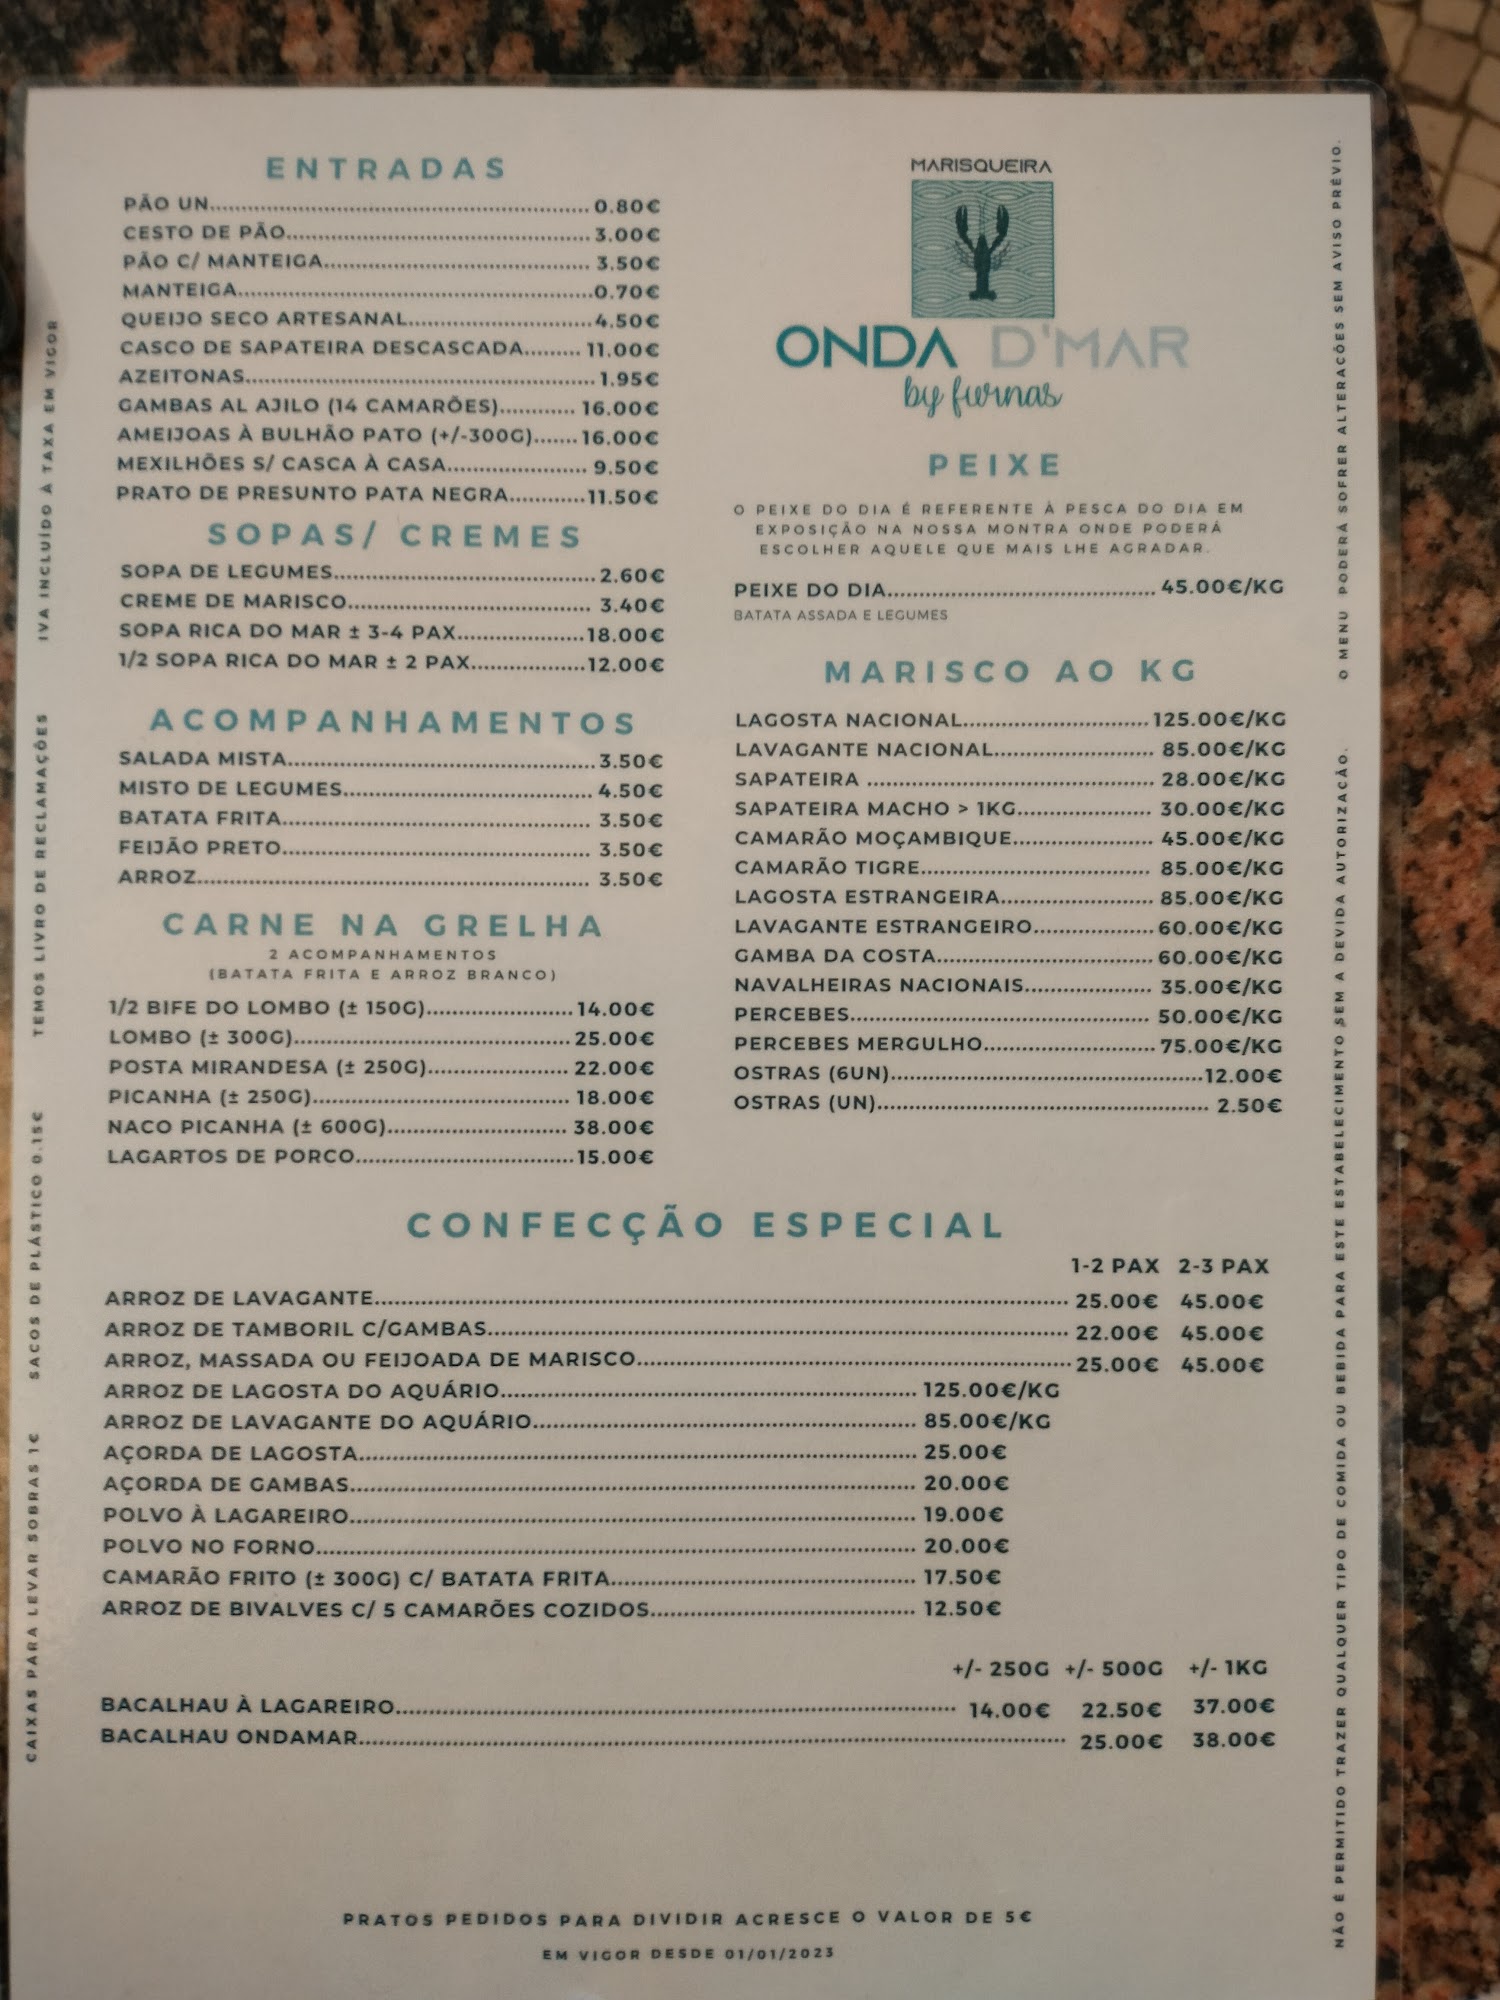 ENTRADAS
PÃO UN. 0.80€
CESTO DE PÃO 3.00€
PÃO C/ MANTEIGA 3.50€
MANTEIGA 0.70€
QUEIJO SECO ARTESANAL 4.50€
CASCO DE SAPATEIRA DESCASCADA 11.00€
AZEITONAS 1.95€
GAMBAS AL AJILO (14 CAMARÕES) 16.00€
AMEIJOAS À BULHÃO PATO (+/-300G) 16.00€
MEXILHÕES S/ CASCA À CASA 9.50€
PRATO DE PRESUNTO PATA NEGRA 11.50€
SOPAS/ CREMES
SOPA DE LEGUMES 2.60€
CREME DE MARISCO 3.40€
SOPA RICA DO MAR ± 3-4 PAX 18.00€
1/2 SOPA RICA DO MAR ± 2 PAX 12.00€
ACOMPANHAMENTOS
SALADA MISTA 3.50€
MISTO DE LEGUMES 4.50€
BATATA FRITA 3.50€
FEIJÃO PRETO 3.50€
ARROZ 3.50€
CARNE NA GRELHA
2 ACOMPANHAMENTOS
(BATATA FRITA E ARROZ BRANCO)
1/2 BIFE DO LOMBO (± 150G) 14.00€
LOMBO (± 300G) 25.00€
POSTA MIRANDESA (± 250G) 22.00€
PICANHA (± 250G) 18.00€
NACO PICANHA (± 600G) 38.00€
LAGARTOS DE PORCO 15.00€
MARISQUEIRA
ONDA D'MAR
by furnas
PEIXE
O PEIXE DO DIA É REFERENTE À PESCA DO DIA EM
EXPOSIÇÃO NA NOSSA MONTRA ONDE PODERÁ
ESCOLHER AQUELE QUE MAIS LHE AGRADAR.
PEIXE DO DIA 45.00€/KG
BATATA ASSADA E LEGUMES
MARISCO AO KG
LAGOSTA NACIONAL 125.00€/KG
LAVAGANTE NACIONAL 85.00€/KG
SAPATEIRA 28.00€/KG
SAPATEIRA MACHO > 1KG 30.00€/KG
CAMARÃO MOÇAMBIQUE 45.00€/KG
CAMARÃO TIGRE 85.00€/KG
LAGOSTA ESTRANGEIRA 85.00€/KG
LAVAGANTE ESTRANGEIRO 60.00€/KG
GAMBA DA COSTA 60.00€/KG
NAVALHEIRAS NACIONAIS 35.00€/KG
PERCEBES 50.00€/KG
PERCEBES MERGULHO 75.00€/KG
OSTRAS (6UN) 12.00€
OSTRAS (UN) 2.50€
CONFECÇÃO ESPECIAL
1-2 PAX 2-3 PAX
ARROZ DE LAVAGANTE 25.00€ 45.00€
ARROZ DE TAMBORIL C/GAMBAS 22.00€ 45.00€
ARROZ, MASSADA OU FEIJOADA DE MARISCO 25.00€ 45.00€
ARROZ DE LAGOSTA DO AQUÁRIO 125.00€/KG
ARROZ DE LAVAGANTE DO AQUÁRIO 85.00€/KG
AÇORDA DE LAGOSTA 25.00€
AÇORDA DE GAMBAS 20.00€
POLVO À LAGAREIRO 19.00€
POLVO NO FORNO 20.00€
CAMARÃO FRITO (± 300G) C/ BATATA FRITA 17.50€
ARROZ DE BIVALVES C/ 5 CAMARÕES COZIDOS 12.50€
+/- 250G +/- 500G +/- 1KG
BACALHAU À LAGAREIRO 14.00€ 22.50€ 37.00€
BACALHAU ONDAMAR 25.00€ 38.00€
PRATOS PEDIDOS PARA DIVIDIR ACRESCE O VALOR DE 5€
EM VIGOR DESDE 01/01/2023
CAIXAS PARA LEVAR SOBRAS 1€ SACOS DE PLÁSTICO 0.15€ TEMOS LIVRO DE RECLAMAÇÕES IVA INCLUÍDO À TAXA EM VIGOR
NÃO É PERMITIDO TRAZER QUALQUER TIPO DE COMIDA OU BEBIDA PARA ESTE ESTABELECIMENTO SEM A DEVIDA AUTORIZAÇÃO. O MENU PODERÁ SOFRER ALTERAÇÕES SEM AVISO PRÉVIO.